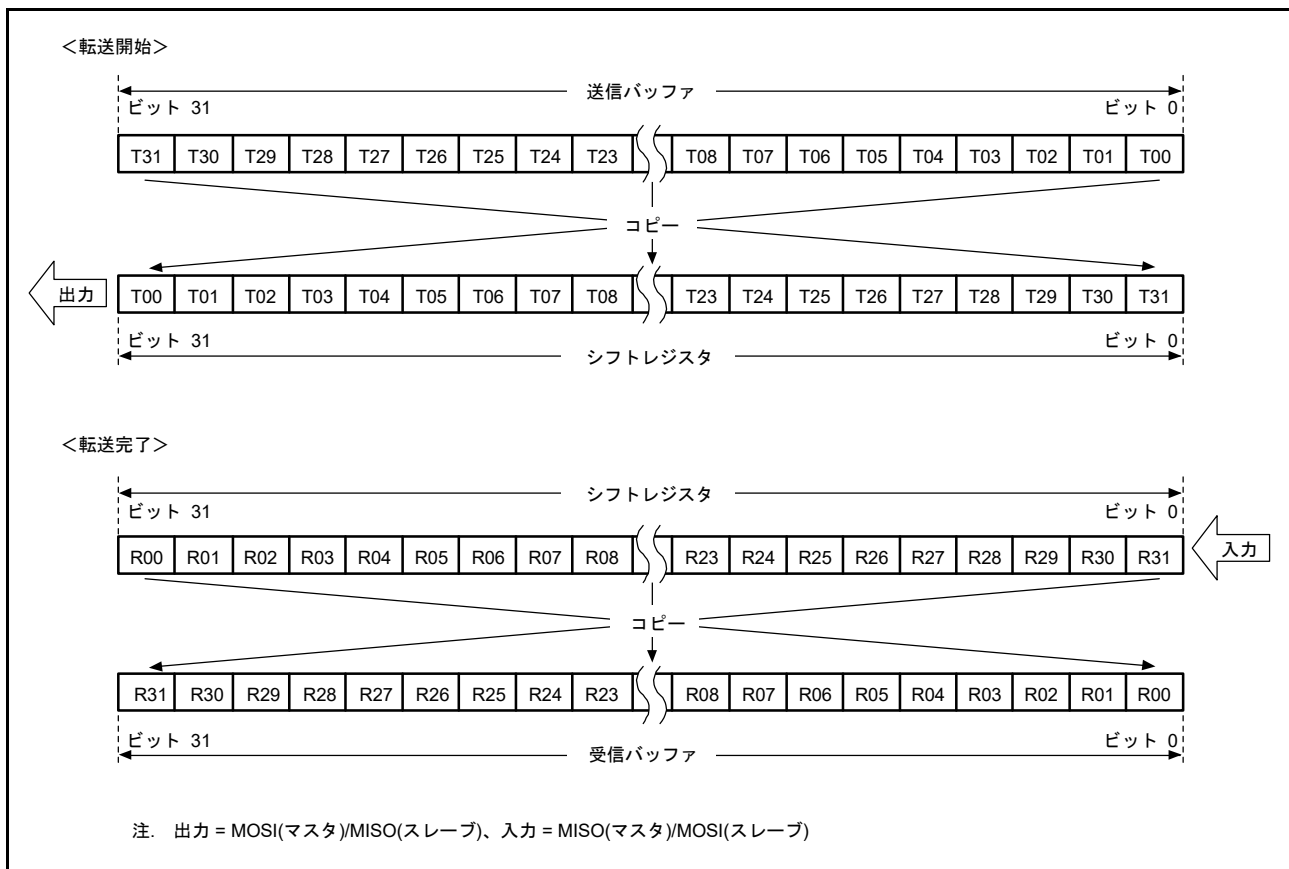 <転送開始>
送信バッファ
ビット 31 ビット 0
T31 T30 T29 T28 T27 T26 T25 T24 T23 T08 T07 T06 T05 T04 T03 T02 T01 T00
コピー
出力 T00 T01 T02 T03 T04 T05 T06 T07 T08 T23 T24 T25 T26 T27 T28 T29 T30 T31
ビット 31 ビット 0
シフトレジスタ
<転送完了>
シフトレジスタ
ビット 31 ビット 0
R00 R01 R02 R03 R04 R05 R06 R07 R08 R23 R24 R25 R26 R27 R28 R29 R30 R31 入力
コピー
R31 R30 R29 R28 R27 R26 R25 R24 R23 R08 R07 R06 R05 R04 R03 R02 R01 R00
ビット 31 ビット 0
受信バッファ
注. 出力 = MOSI(マスタ)/MISO(スレーブ)、入力 = MISO(マスタ)/MOSI(スレーブ)